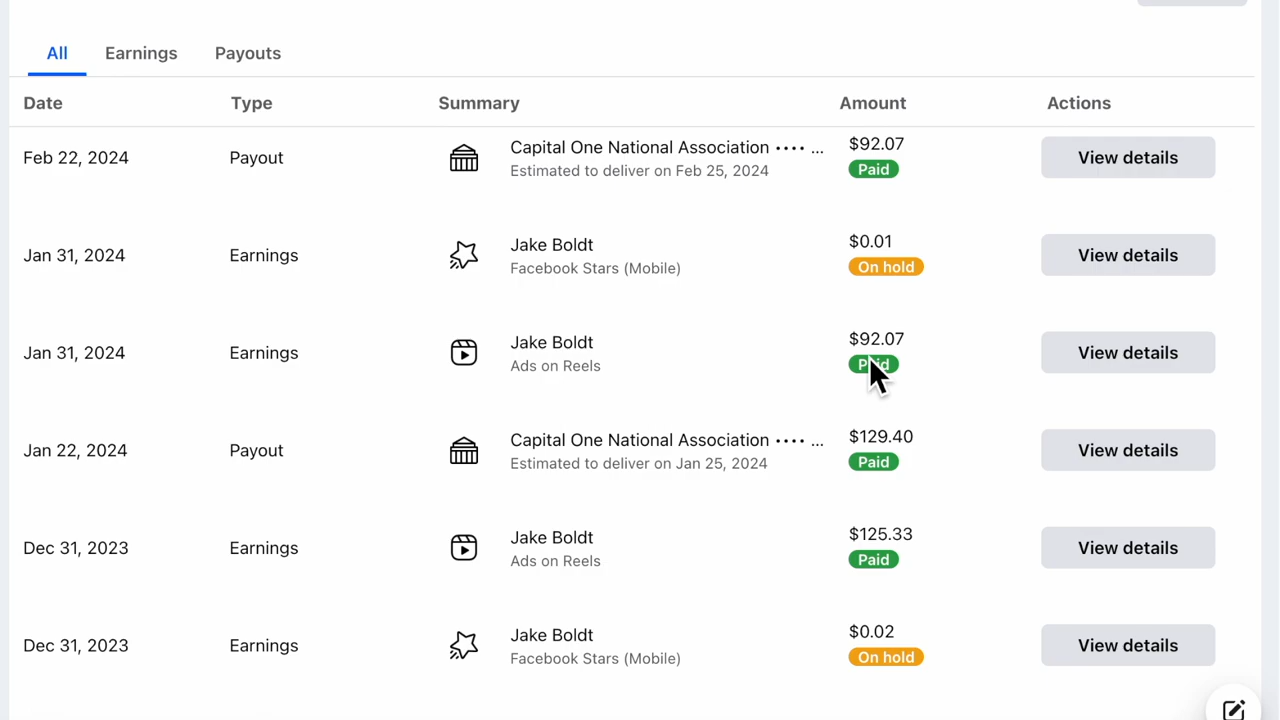 All Earnings Payouts
Date Type Summary Amount Actions
Feb 22, 2024 Payout Capital One National Association •••• ... $92.07 View details
Estimated to deliver on Feb 25, 2024 Paid
Jan 31, 2024 Earnings Jake Boldt $0.01 View details
Facebook Stars (Mobile) On hold
Jan 31, 2024 Earnings Jake Boldt $92.07 View details
Ads on Reels
Jan 22, 2024 Payout Capital One National Association •••• ... $129.40 View details
Estimated to deliver on Jan 25, 2024 Paid
Dec 31, 2023 Earnings Jake Boldt $125.33 View details
Ads on Reels Paid
Dec 31, 2023 Earnings Jake Boldt $0.02 View details
Facebook Stars (Mobile) On hold